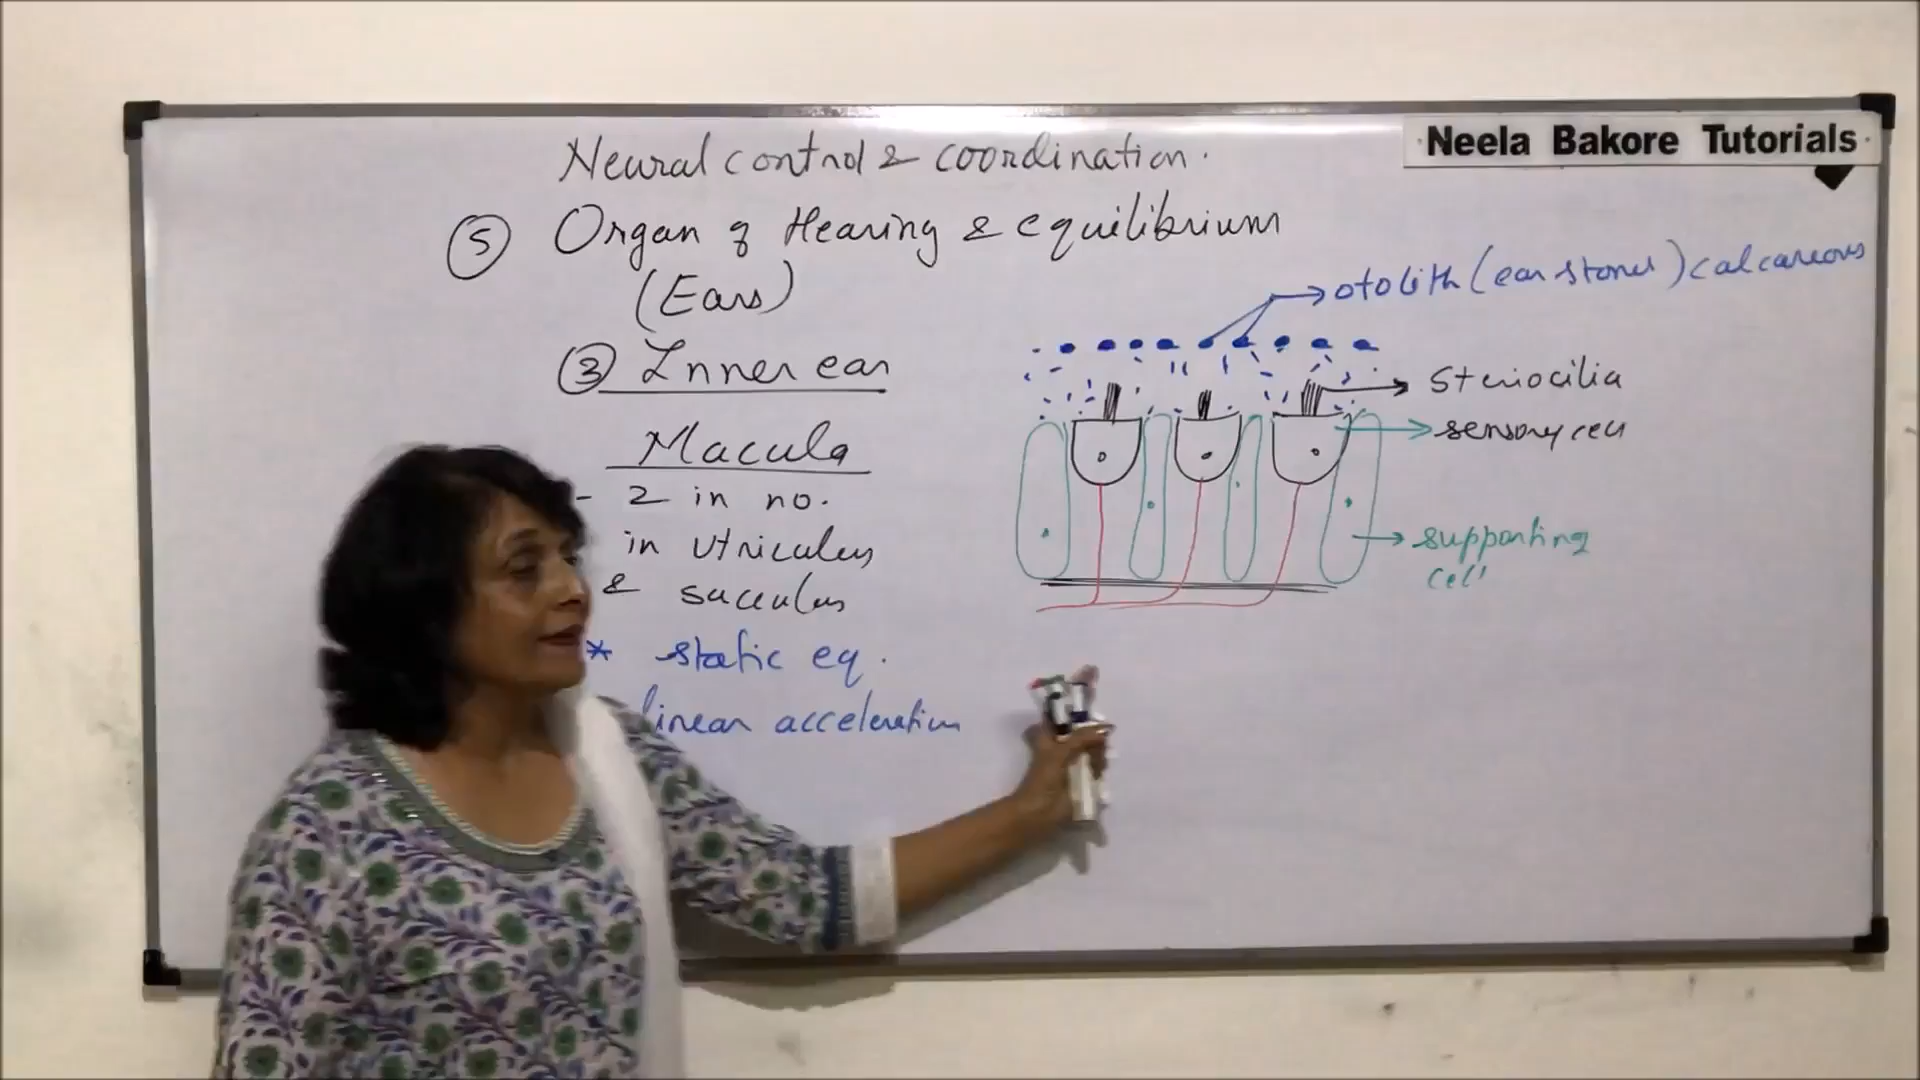 Neela Bakore Tutorials
Neural control & coordination.
5 Organ of Hearing & equilibrium
(Ears)
3 Inner ear
Macula
- 2 in no.
in utriculus
& sacculus
* static eq.
linear acceleration
otolith (ear stones) calcareous
Steriocilia
sensory cell
supporting
cell